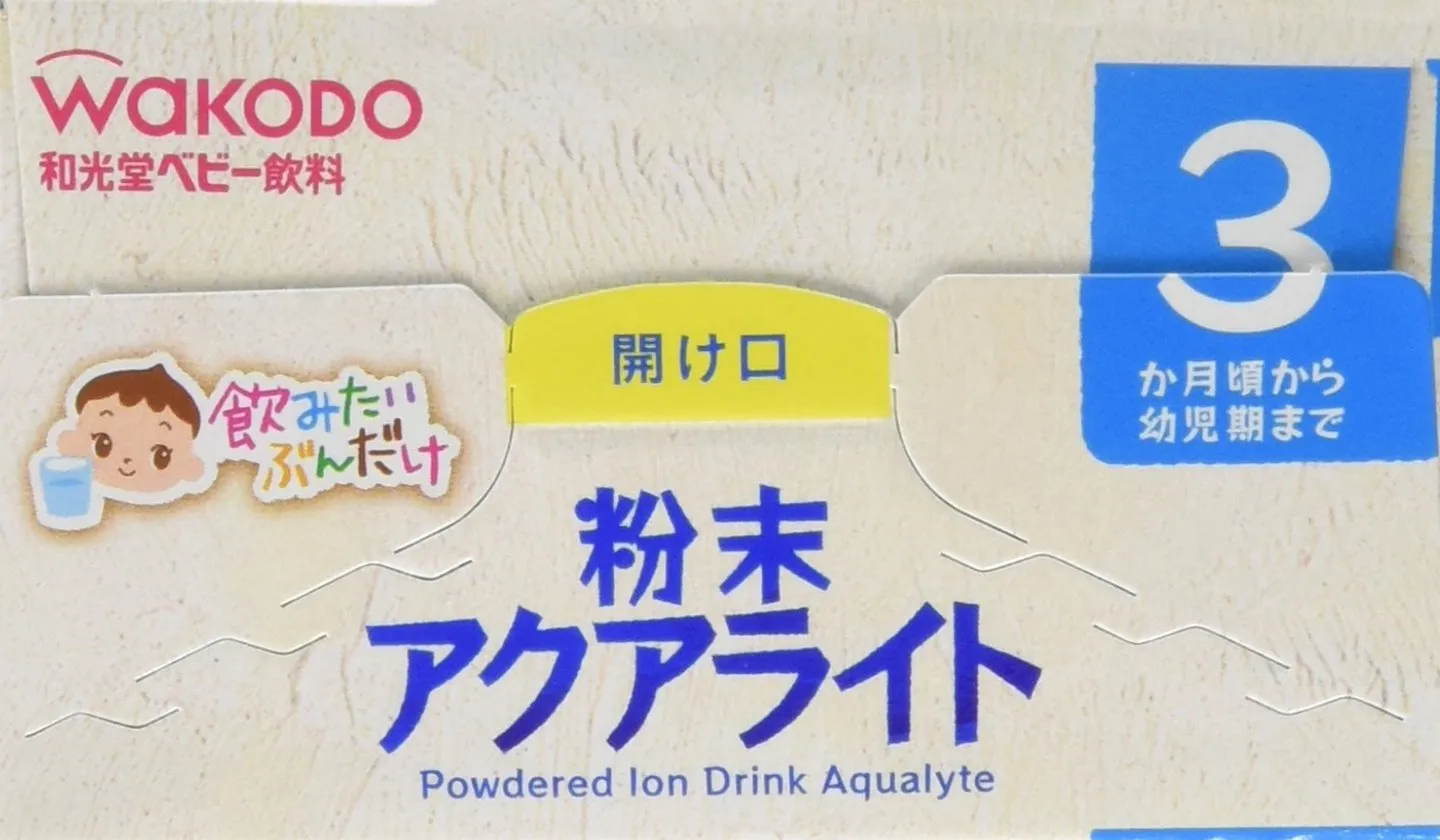 WAKODO
和光堂ベビー飲料
3
か月頃から
幼児期まで
開け口
飲みたい
ぶんだけ
粉末
アクアライト
Powdered Ion Drink Aqualyte